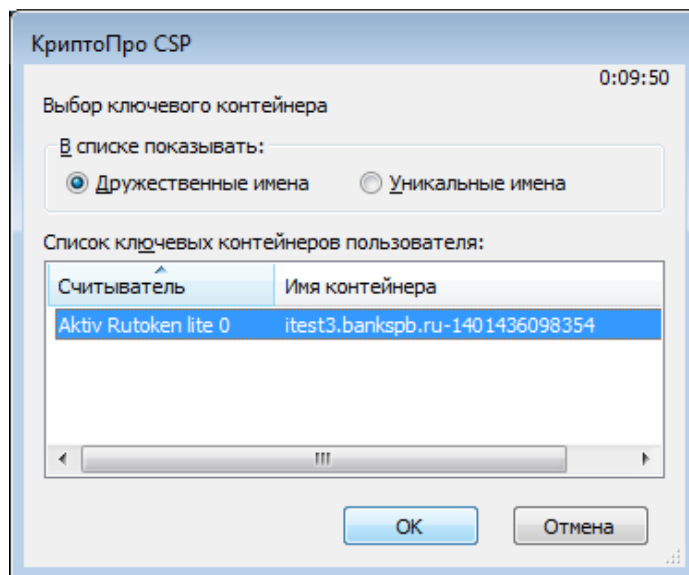 КриптоПро CSP
0:09:50
Выбор ключевого контейнера
В списке показывать:
Дружественные имена Уникальные имена
Список ключевых контейнеров пользователя:
Считыватель Имя контейнера
Aktiv Rutoken lite 0 itest3.bankspb.ru-1401436098354
OK Отмена